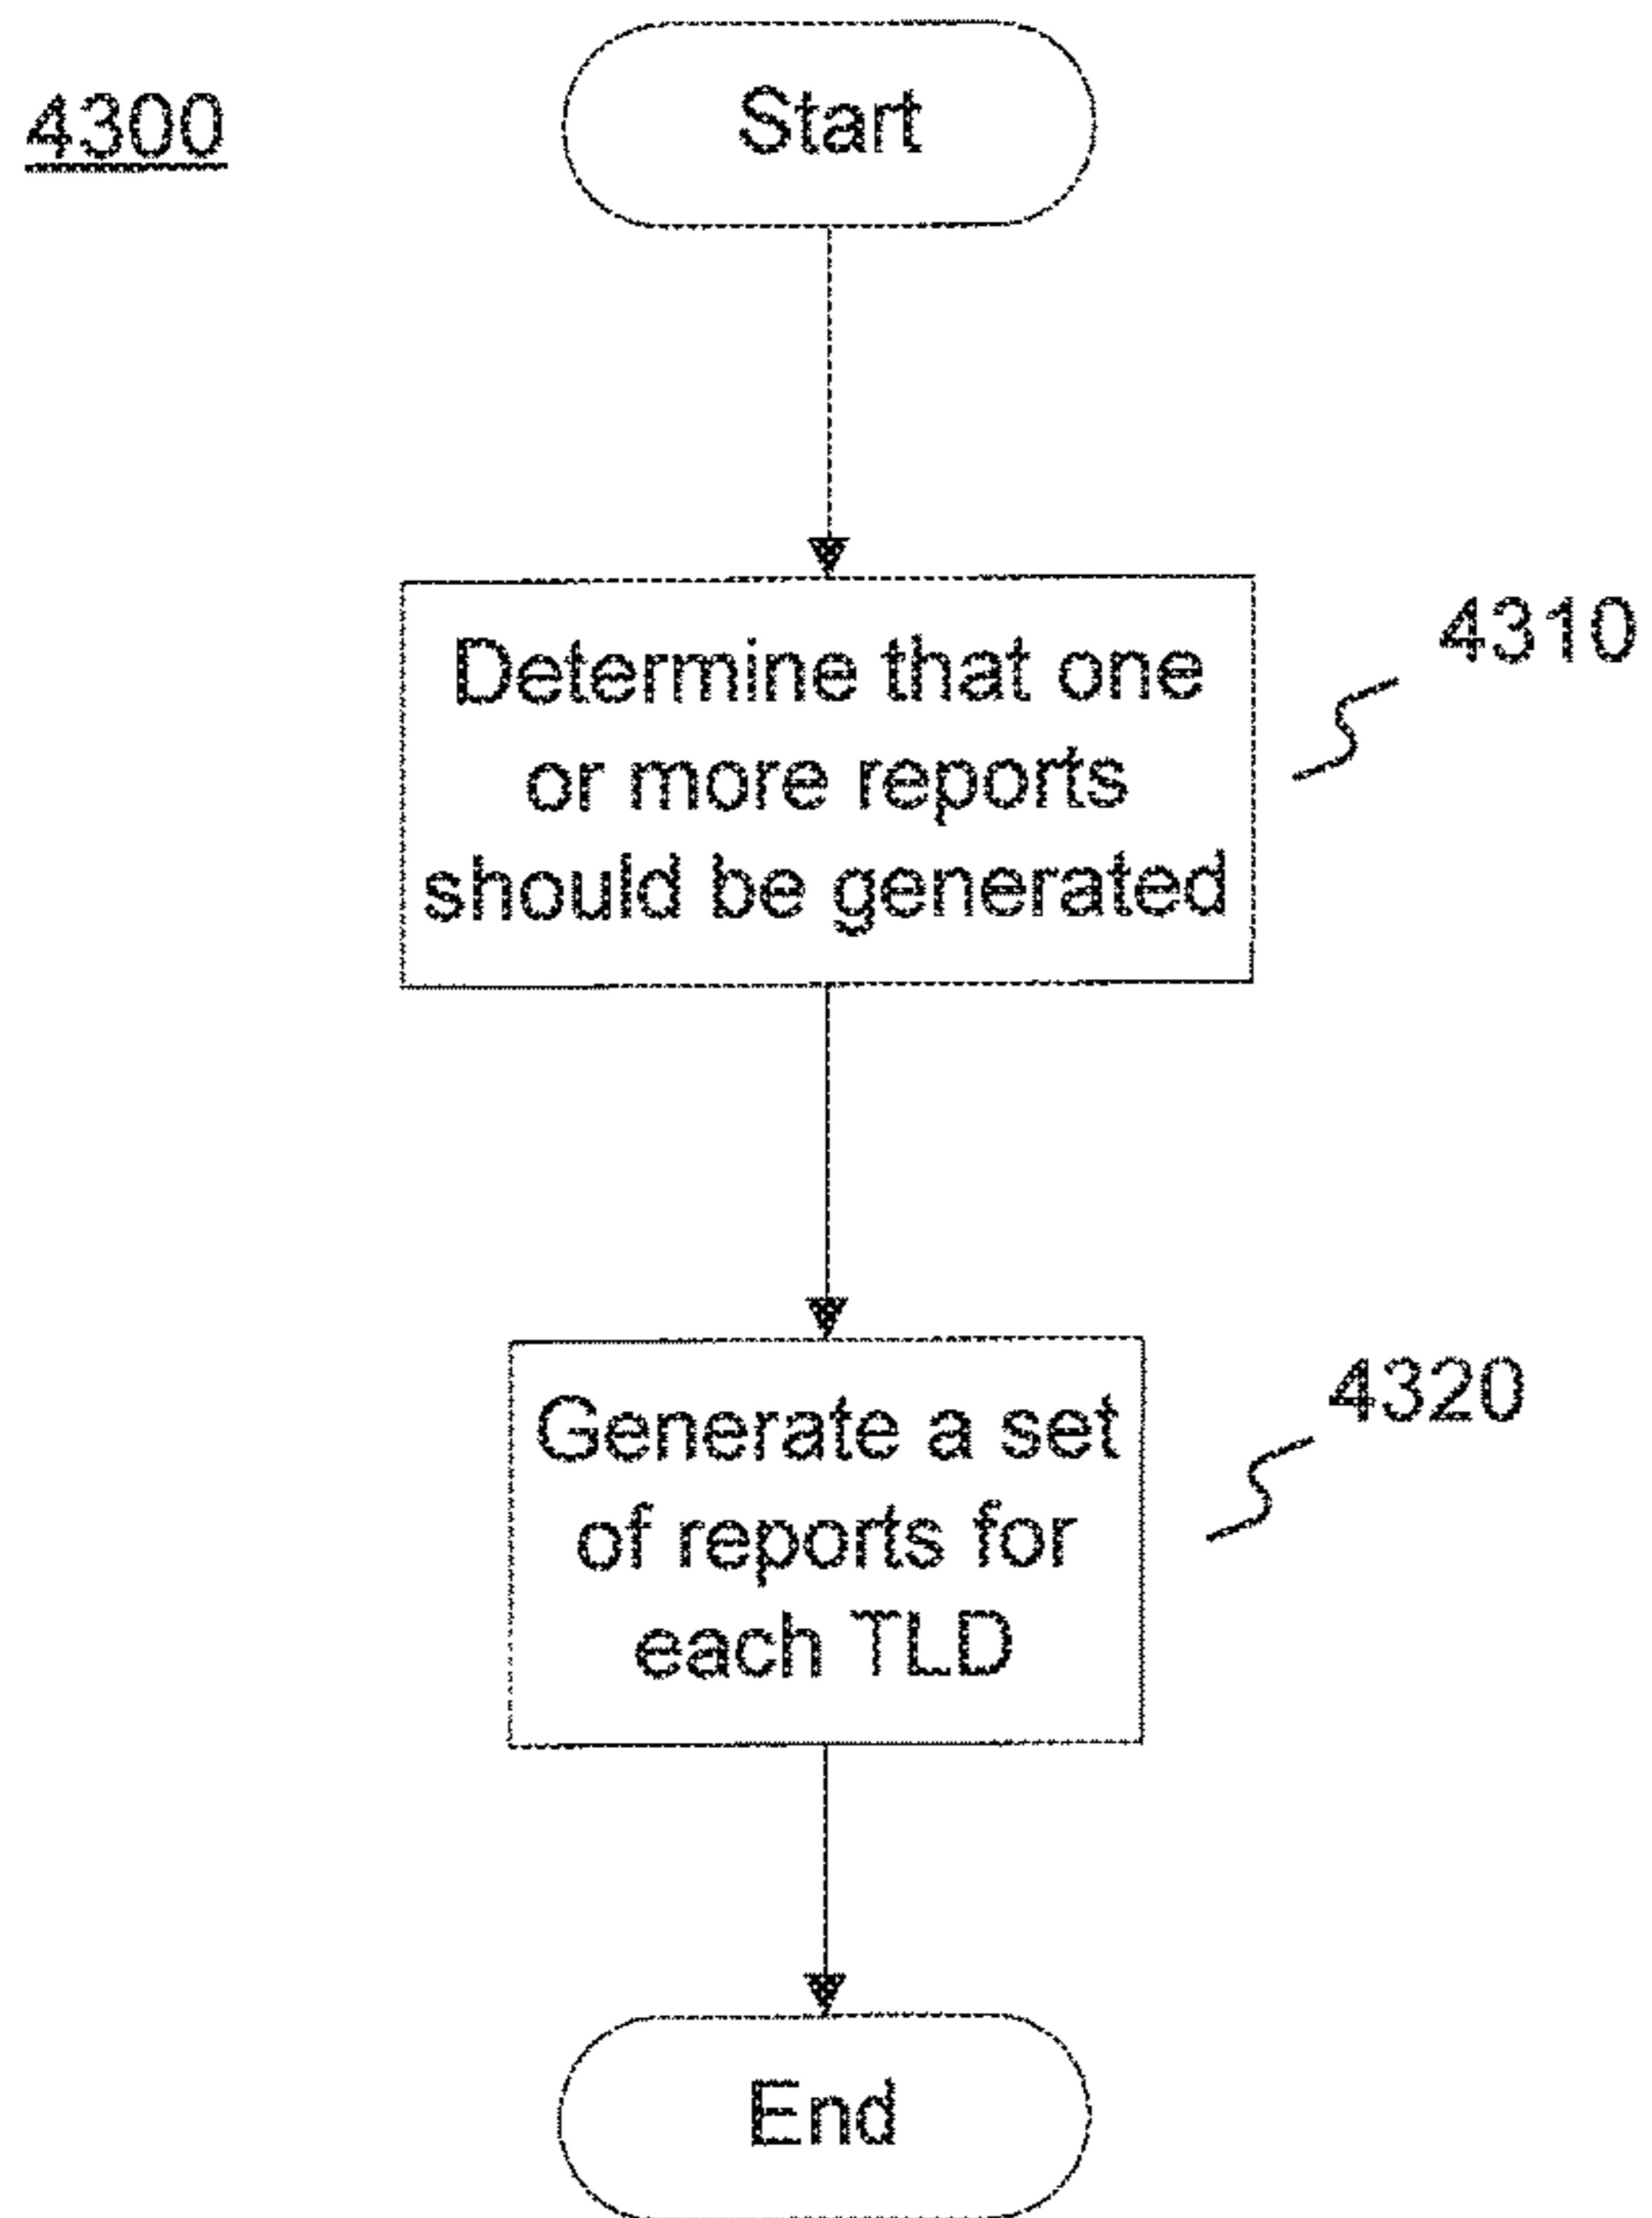 4300
Start
Determine that one
or more reports
should be generated
4310
Generate a set
of reports for
each TLD
4320
End